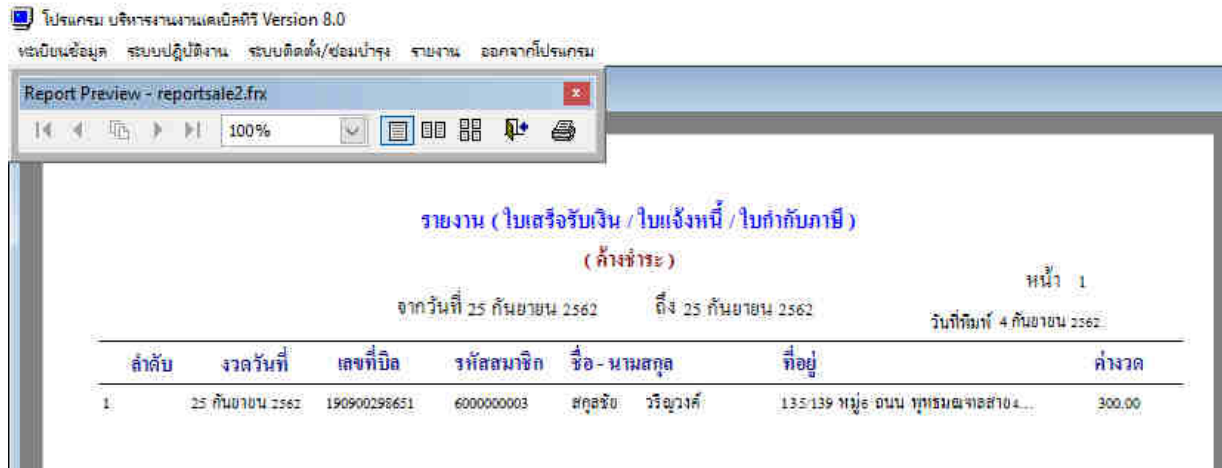 โปรแกรม บริหารงานงานเคเบิลทีวี Version 8.0
ทะเบียนข้อมูล ระบบปฎิบัติงาน ระบบติดตั้ง/ซ่อมบำรุง รายงาน ออกจากโปรแกรม
Report Preview - reportsale2.frx
100%
รายงาน ( ใบเสร็จรับเงิน / ใบแจ้งหนี้ / ใบกำกับภาษี )
( ค้างชำระ )
หน้า 1
จากวันที่ 25 กันยายน 2562 ถึง 25 กันยายน 2562
วันที่พิมพ์ 4 กันยายน 2562
ลำดับ งวดวันที่ เลขที่บิล รหัสสมาชิก ชื่อ - นามสกุล ที่อยู่ ค่างวด
1 25 กันยายน 2562 190900298651 6000000003 สกุลชัย วริญวงค์ 135/139 หมู่6 ถนน พุทธมณฑลสาย4... 300.00